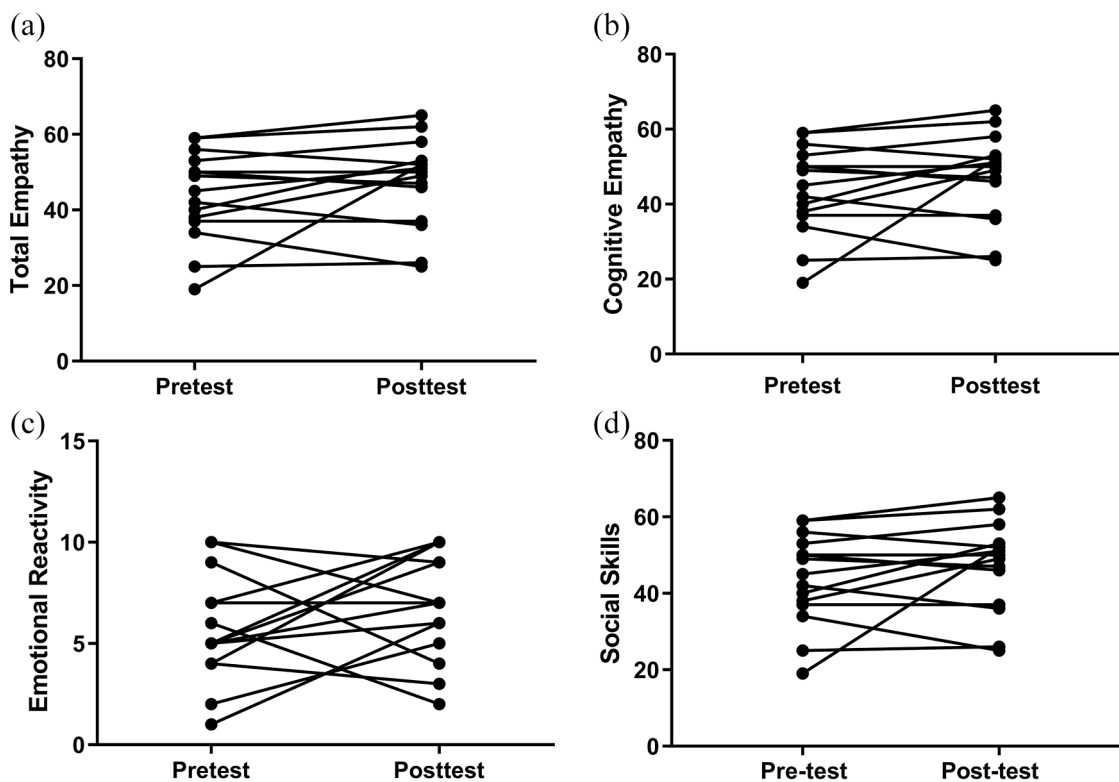 (a)
80
60
40
20
0
Total Empathy
Pretest Posttest
(b)
80
60
40
20
0
Cognitive Empathy
Pretest Posttest
(c)
15
10
5
0
Emotional Reactivity
Pretest Posttest
(d)
80
60
40
20
0
Social Skills
Pre-test Post-test